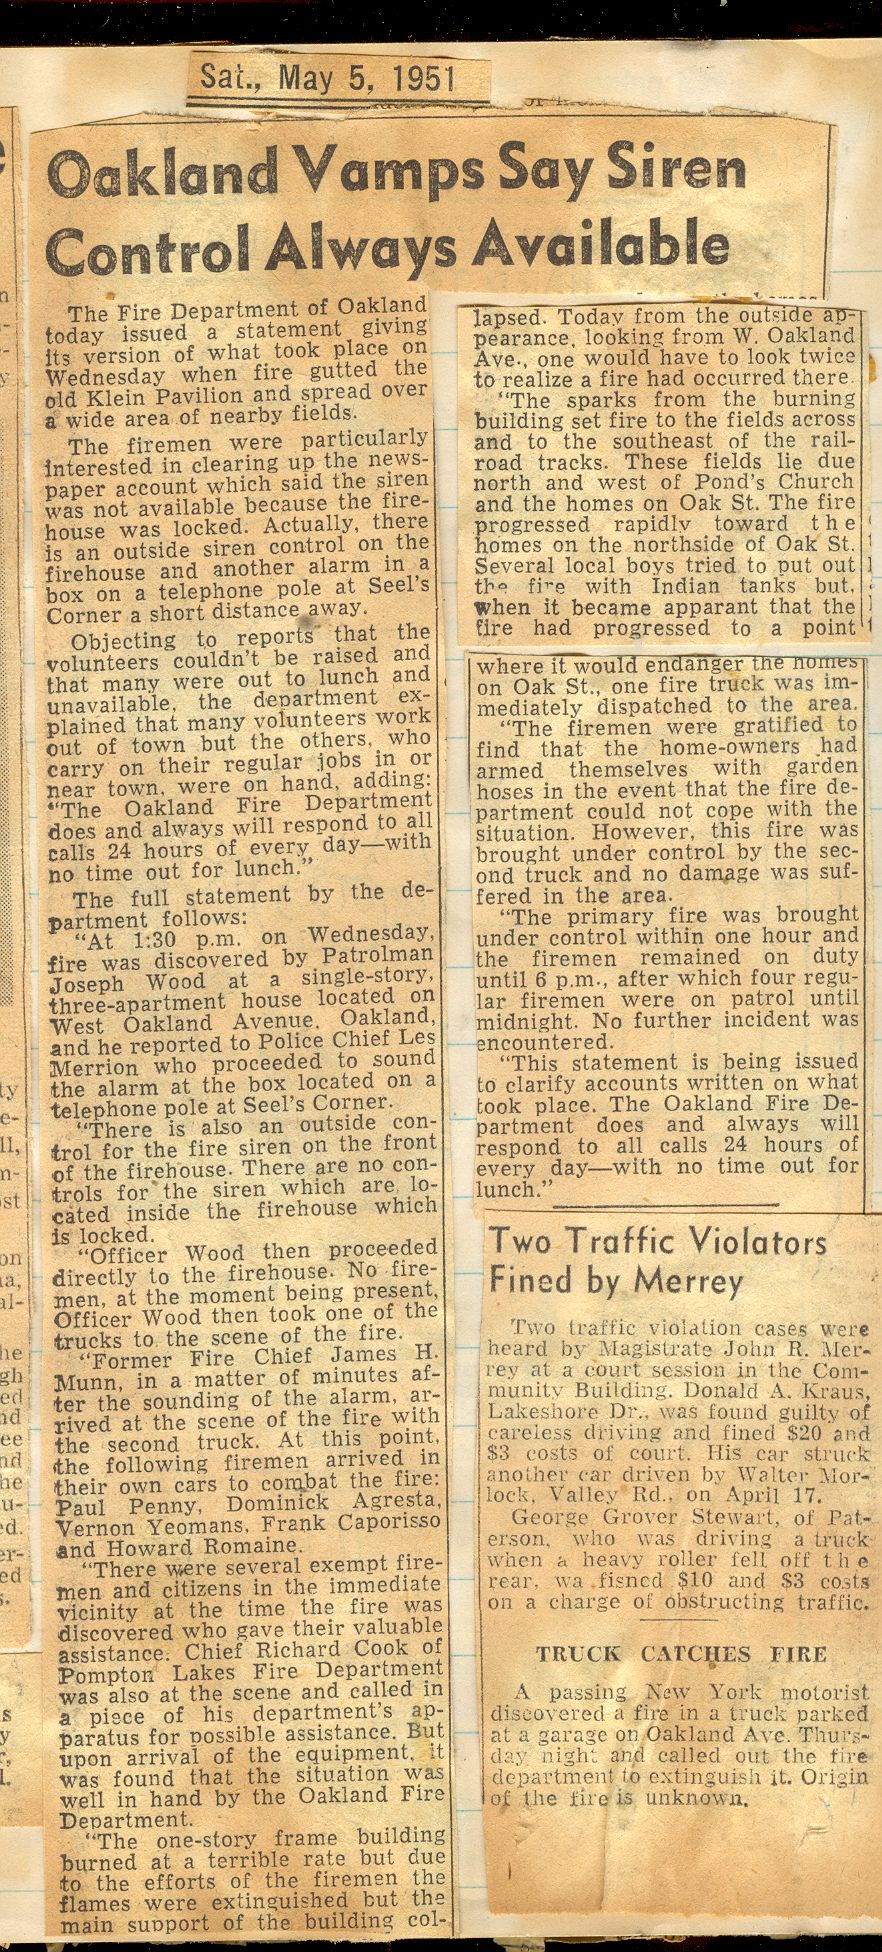 Sat., May 5, 1951
Oakland Vamps Say Siren
Control Always Available
The Fire Department of Oakland
today issued a statement giving
its version of what took place on
Wednesday when fire gutted the
old Klein Pavilion and spread over
a wide area of nearby fields.
The firemen were particularly
interested in clearing up the news-
paper account which said the siren
was not available because the fire-
house was locked. Actually, there
is an outside siren control on the
firehouse and another alarm in a
box on a telephone pole at Seel's
Corner a short distance away.
Objecting to reports that the
volunteers couldn't be raised and
that many were out to lunch and
unavailable, the department ex-
plained that many volunteers work
out of town but the others, who
carry on their regular jobs in or
near town, were on hand, adding:
"The Oakland Fire Department
does and always will respond to all
calls 24 hours of every day—with
no time out for lunch."
The full statement by the de-
partment follows:
"At 1:30 p.m. on Wednesday,
fire was discovered by Patrolman
Joseph Wood at a single-story,
three-apartment house located on
West Oakland Avenue, Oakland,
and he reported to Police Chief Les
Merrion who proceeded to sound
the alarm at the box located on a
telephone pole at Seel's Corner.
"There is also an outside con-
trol for the fire siren on the front
of the firehouse. There are no con-
trols for the siren which are lo-
cated inside the firehouse which
is locked.
"Officer Wood then proceeded
directly to the firehouse. No fire-
men, at the moment being present,
Officer Wood then took one of the
trucks to the scene of the fire.
"Former Fire Chief James H.
Munn, in a matter of minutes af-
ter the sounding of the alarm, ar-
rived at the scene of the fire with
the second truck. At this point,
the following firemen arrived in
their own cars to combat the fire:
Paul Penny, Dominick Agresta,
Vernon Yeomans, Frank Caporisso
and Howard Romaine.
"There were several exempt fire-
men and citizens in the immediate
vicinity at the time the fire was
discovered who gave their valuable
assistance. Chief Richard Cook of
Pompton Lakes Fire Department
was also at the scene and called in
a piece of his department's ap-
paratus for possible assistance. But
upon arrival of the equipment, it
was found that the situation was
well in hand by the Oakland Fire
Department.
"The one-story frame building
burned at a terrible rate but due
to the efforts of the firemen the
flames were extinguished but the
main support of the building col-
lapsed. Today from the outside ap-
pearance, looking from W. Oakland
Ave., one would have to look twice
to realize a fire had occurred there.
"The sparks from the burning
building set fire to the fields across
and to the southeast of the rail-
road tracks. These fields lie due
north and west of Pond's Church
and the homes on Oak St. The fire
progressed rapidly toward the
homes on the northside of Oak St.
Several local boys tried to put out
the fire with Indian tanks but,
when it became apparant that the
fire had progressed to a point
where it would endanger the homes
on Oak St., one fire truck was im-
mediately dispatched to the area.
"The firemen were gratified to
find that the home-owners had
armed themselves with garden
hoses in the event that the fire de-
partment could not cope with the
situation. However, this fire was
brought under control by the sec-
ond truck and no damage was suf-
fered in the area.
"The primary fire was brought
under control within one hour and
the firemen remained on duty
until 6 p.m., after which four regu-
lar firemen were on patrol until
midnight. No further incident was
encountered.
"This statement is being issued
to clarify accounts written on what
took place. The Oakland Fire De-
partment does and always will
respond to all calls 24 hours of
every day—with no time out for
lunch."
Two Traffic Violators
Fined by Merrey
Two traffic violation cases were
heard by Magistrate John R. Mer-
rey at a court session in the Com-
munity Building. Donald A. Kraus,
Lakeshore Dr., was found guilty of
careless driving and fined $20 and
$3 costs of court. His car struck
another car driven by Walter Mor-
lock, Valley Rd., on April 17.
George Grover Stewart, of Pat-
erson, who was driving a truck
when a heavy roller fell off the
rear, wa fisned $10 and $3 costs
on a charge of obstructing traffic.
TRUCK CATCHES FIRE
A passing New York motorist
discovered a fire in a truck parked
at a garage on Oakland Ave. Thurs-
day night and called out the fire
department to extinguish it. Origin
of the fire is unknown.